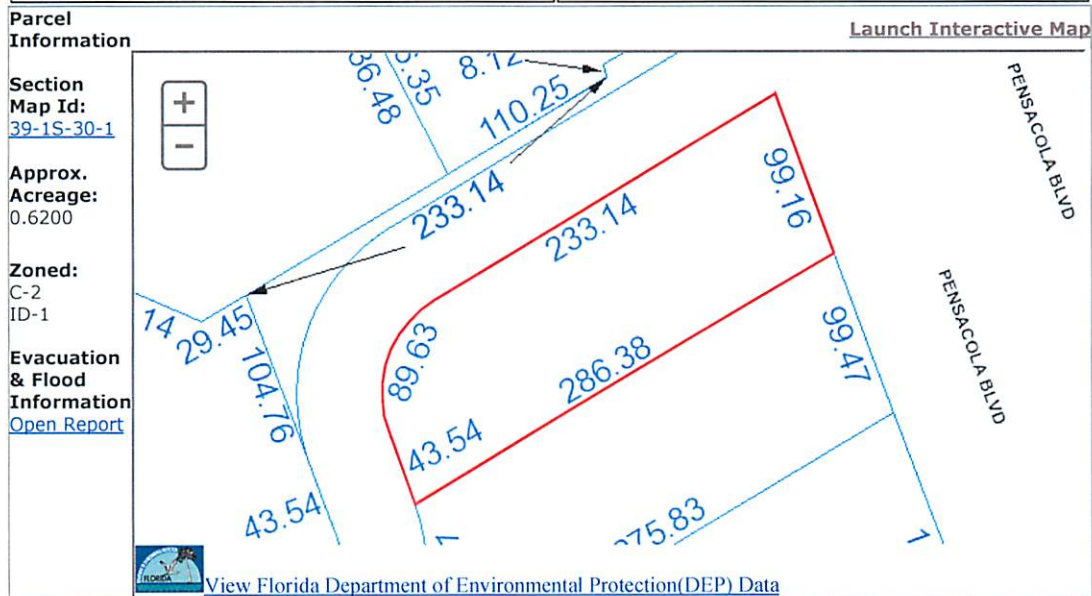 Parcel
Information
Launch Interactive Map
Section
Map Id:
39-1S-30-1
Approx.
Acreage:
0.6200
Zoned:
C-2
ID-1
Evacuation
& Flood
Information
Open Report
+
−
36.48
8.12
110.25
233.14
233.14
99.16
PENSACOLA BLVD
14
29.45
104.76
89.63
286.38
99.47
PENSACOLA BLVD
43.54
43.54
View Florida Department of Environmental Protection(DEP) Data